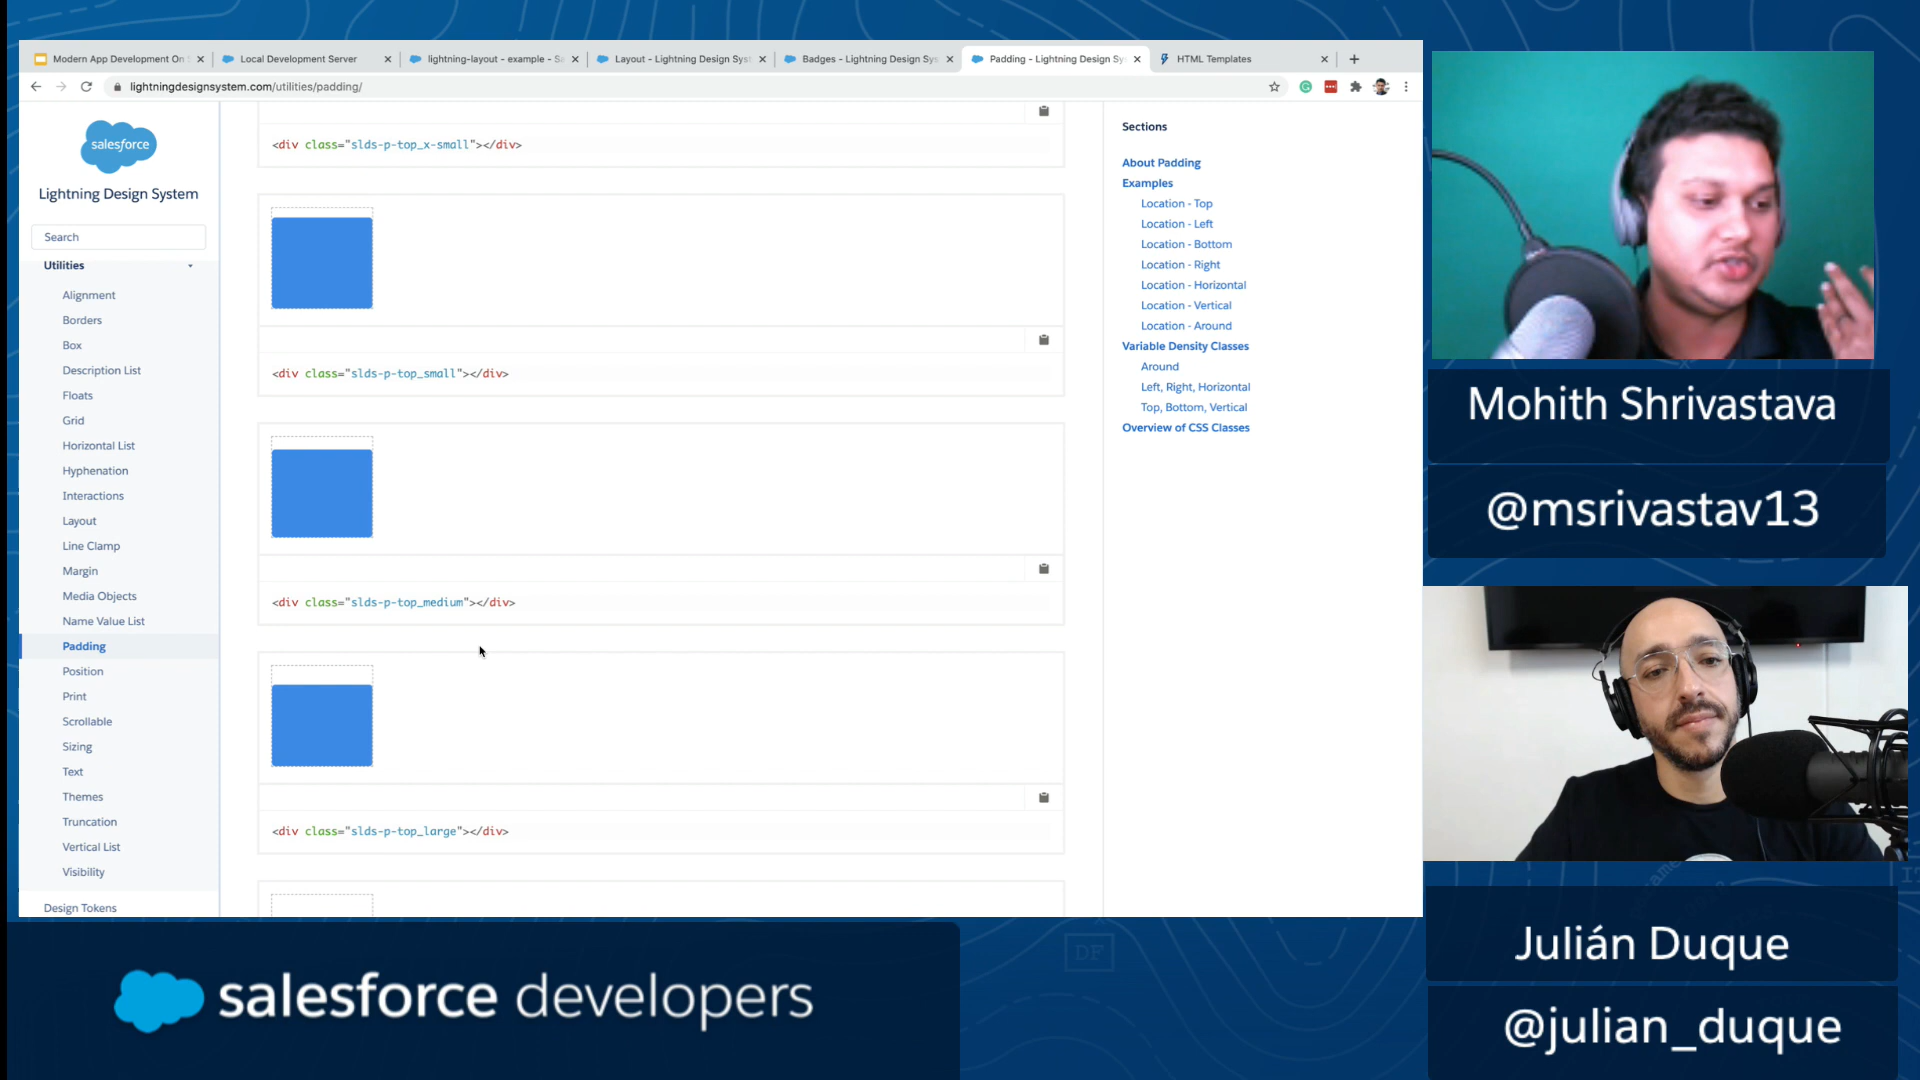 Modern App Development On
Local Development Server
lightning-layout - example - S
Layout - Lightning Design Syst
Badges - Lightning Design Sy
Padding - Lightning Design Sy
HTML Templates
lightningdesignsystem.com/utilities/padding/
salesforce
Lightning Design System
Search
Utilities
Alignment
Borders
Box
Description List
Floats
Grid
Horizontal List
Hyphenation
Interactions
Layout
Line Clamp
Margin
Media Objects
Name Value List
Padding
Position
Print
Scrollable
Sizing
Text
Themes
Truncation
Vertical List
Visibility
Design Tokens
<div class="slds-p-top_x-small"></div>
<div class="slds-p-top_small"></div>
<div class="slds-p-top_medium"></div>
<div class="slds-p-top_large"></div>
Sections
About Padding
Examples
Location - Top
Location - Left
Location - Bottom
Location - Right
Location - Horizontal
Location - Vertical
Location - Around
Variable Density Classes
Around
Left, Right, Horizontal
Top, Bottom, Vertical
Overview of CSS Classes
Mohith Shrivastava
@msrivastav13
Julián Duque
@julian_duque
salesforce developers
DF